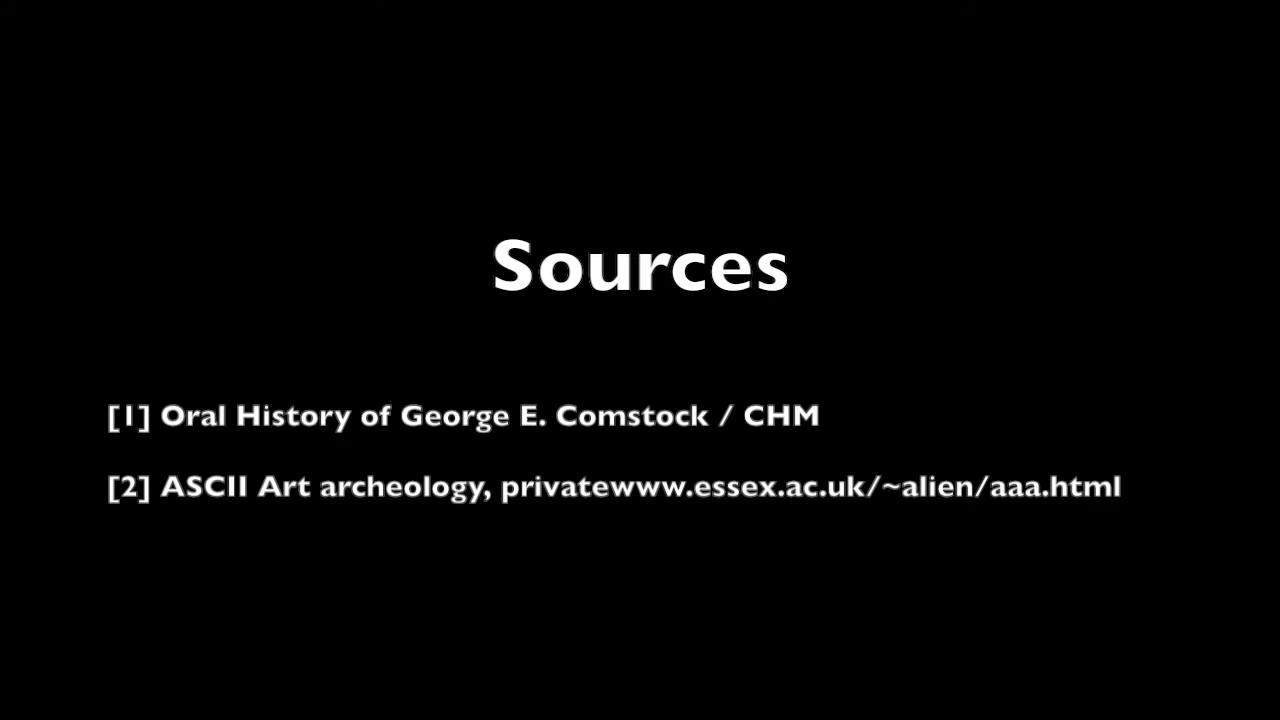 Sources
[1] Oral History of George E. Comstock / CHM
[2] ASCII Art archeology, privatewww.essex.ac.uk/~alien/aaa.html